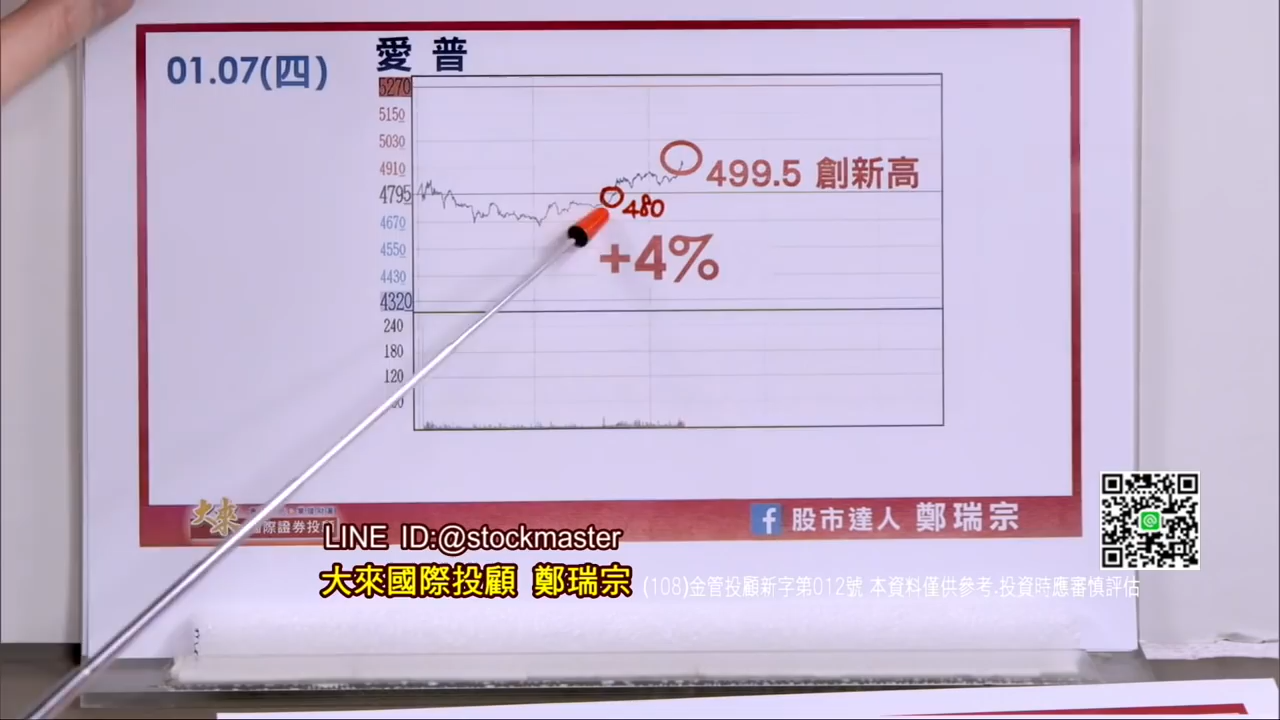 01.07(四)
愛普
5270
5150
5030
4910
4795
4670
4550
4430
4320
240
180
120
499.5 創新高
480
+4%
大來
國際證券投
股市達人 鄭瑞宗
LINE ID:@stockmaster
大來國際投顧 鄭瑞宗
(108)金管投顧新字第012號 本資料僅供參考,投資時應審慎評估